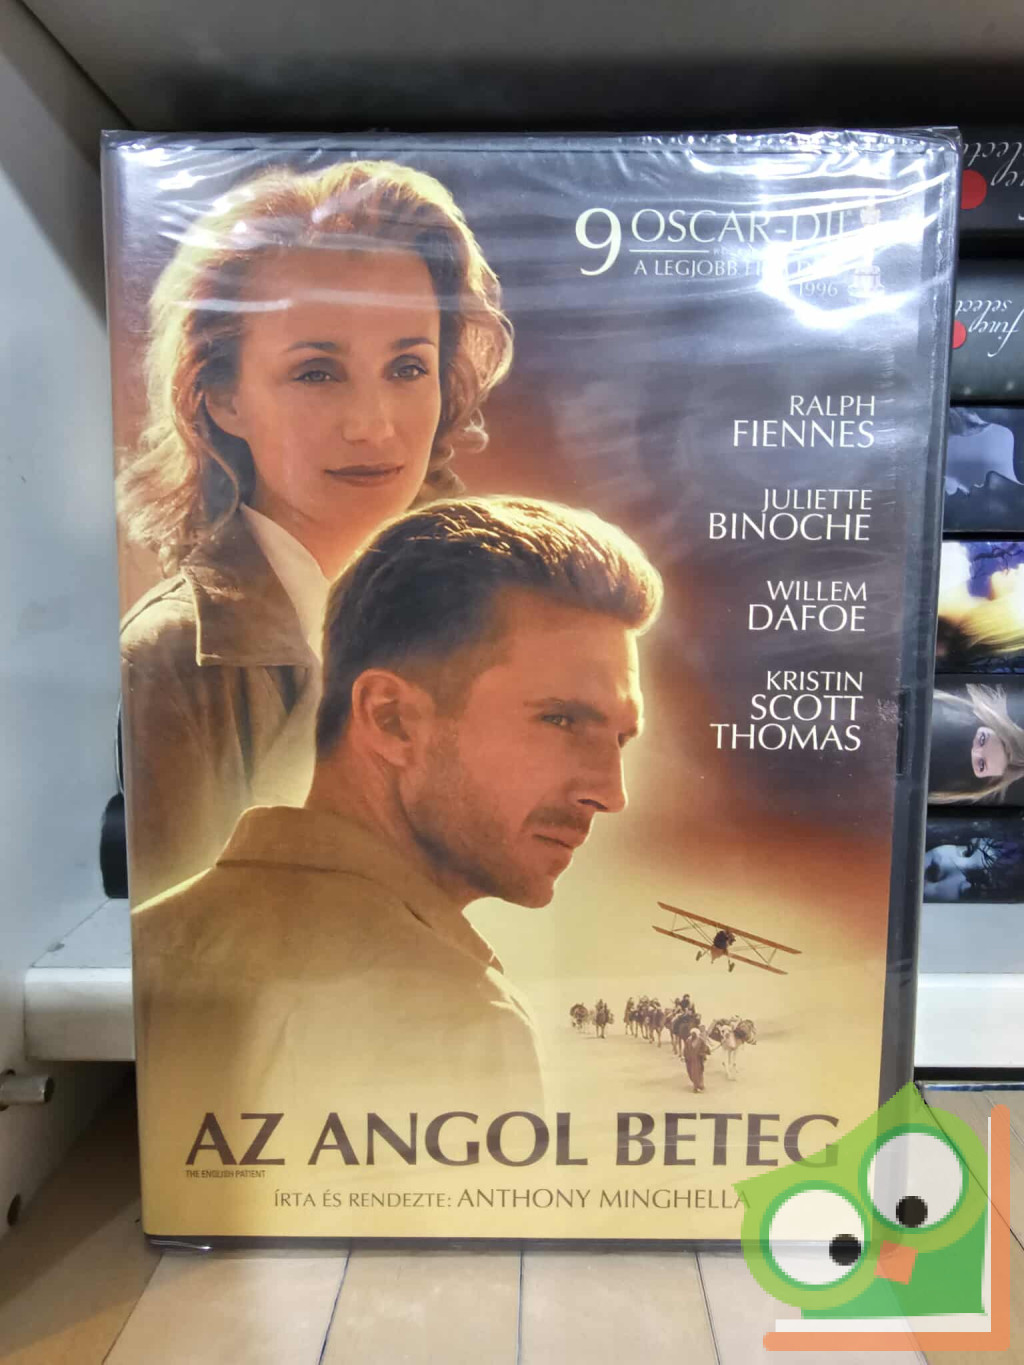 9 OSCAR-DÍJ
A LEGJOBB
1996
RALPH
FIENNES
JULIETTE
BINOCHE
WILLEM
DAFOE
KRISTIN
SCOTT
THOMAS
AZ ANGOL BETEG
THE ENGLISH PATIENT
ÍRTA ÉS RENDEZTE: ANTHONY MINGHELLA